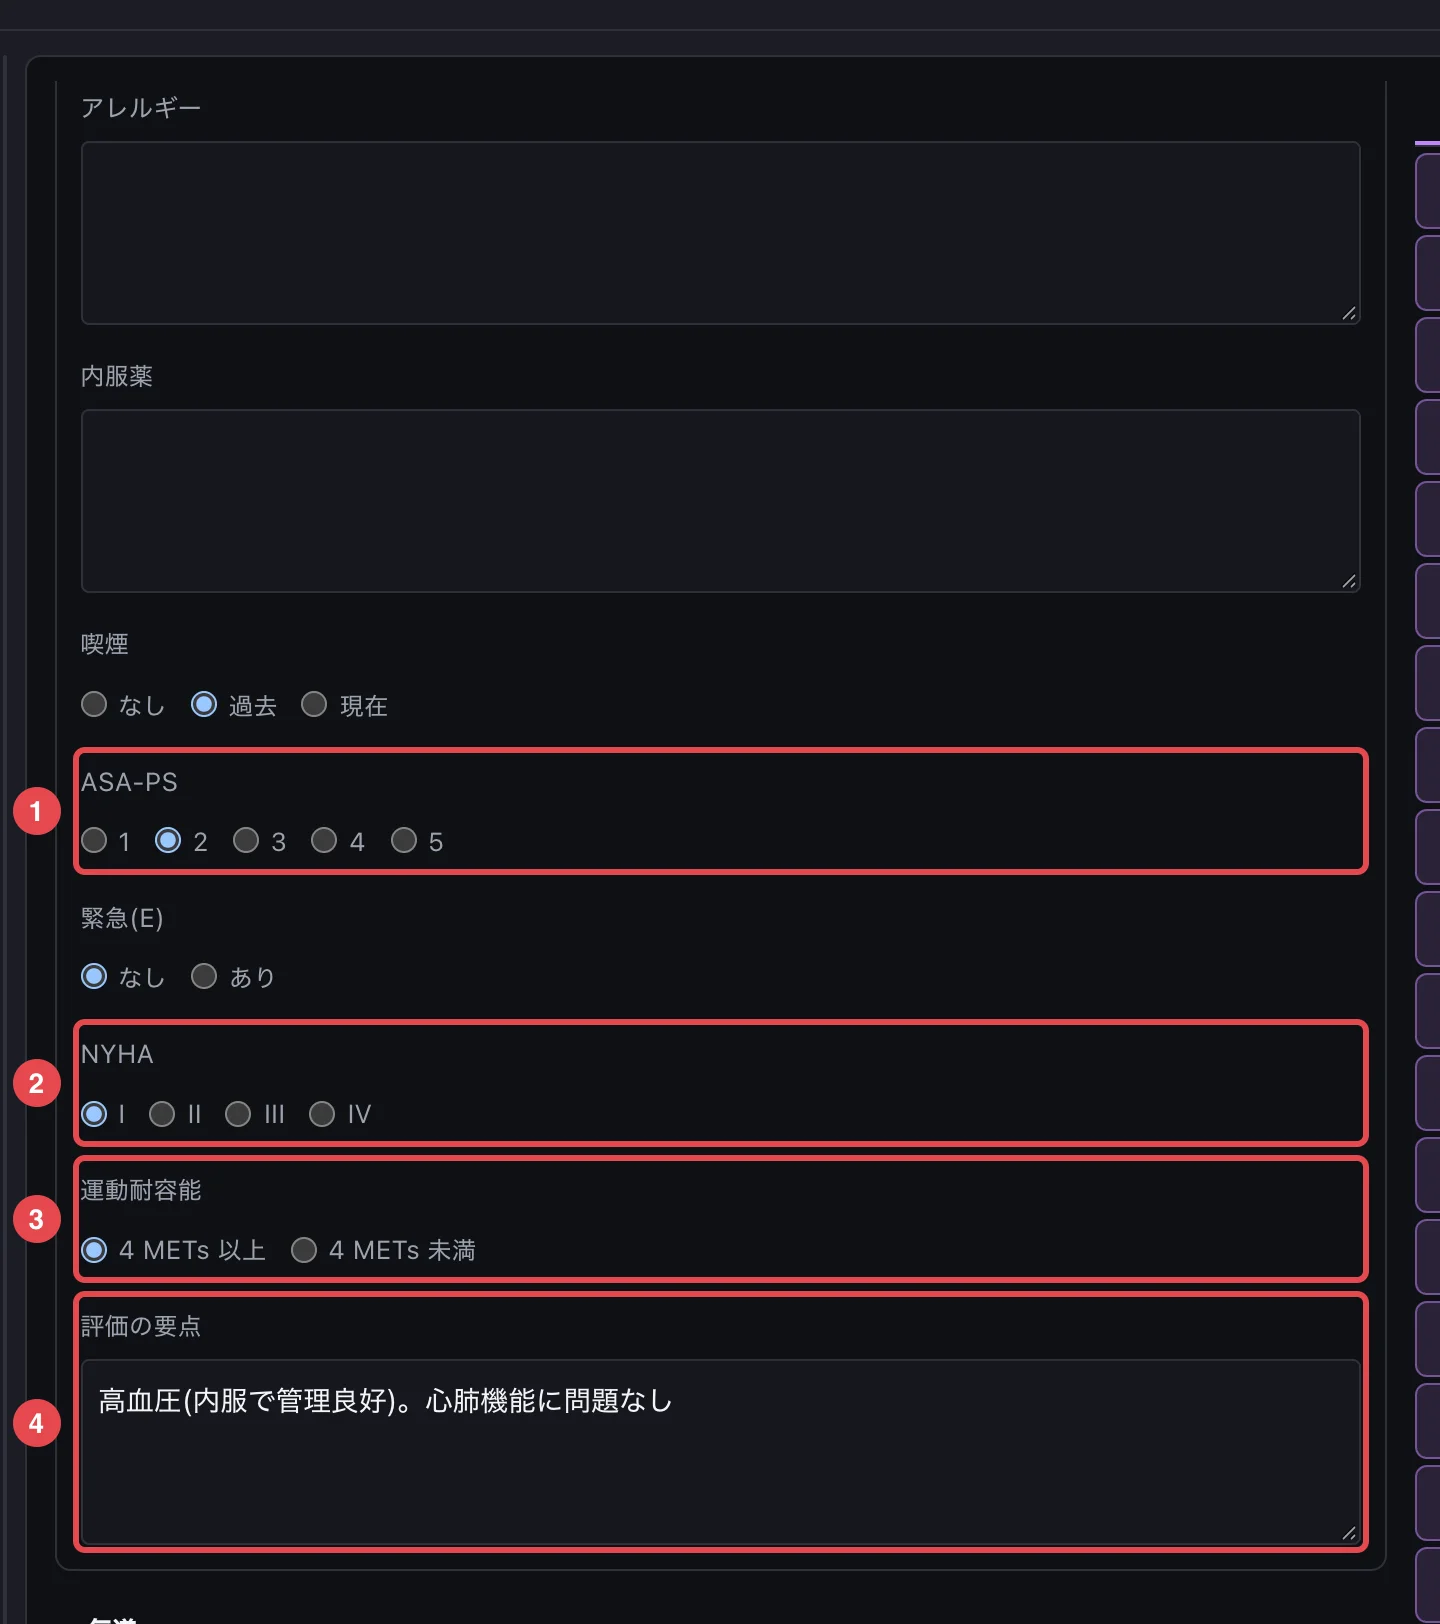 アレルギー
内服薬
喫煙
なし 過去 現在
ASA-PS
1
1 2 3 4 5
緊急(E)
なし あり
2
NYHA
I II III IV
3
運動耐容能
4 METs 以上 4 METs 未満
評価の要点
4
高血圧(内服で管理良好)。心肺機能に問題なし